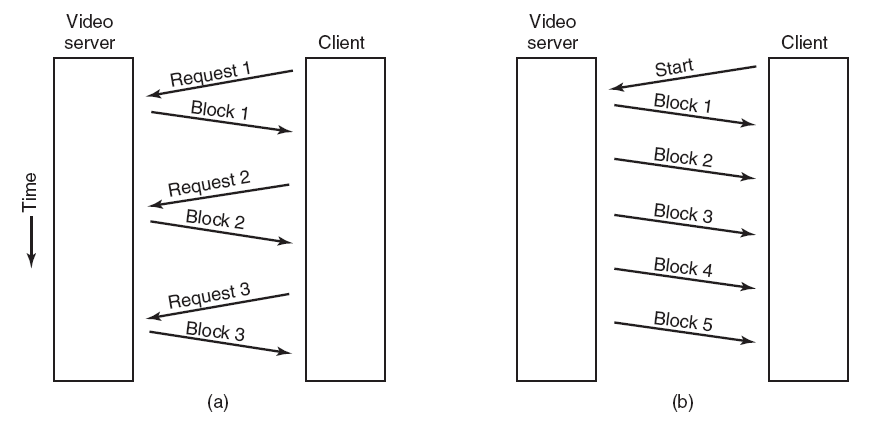 Video
server
Client
Request 1
Block 1
Request 2
Block 2
Request 3
Block 3
Time
(a)
Video
server
Client
Start
Block 1
Block 2
Block 3
Block 4
Block 5
(b)